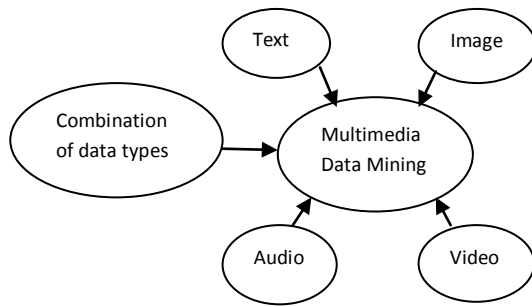 Text
Image
Combination
of data types
Multimedia
Data Mining
Audio
Video